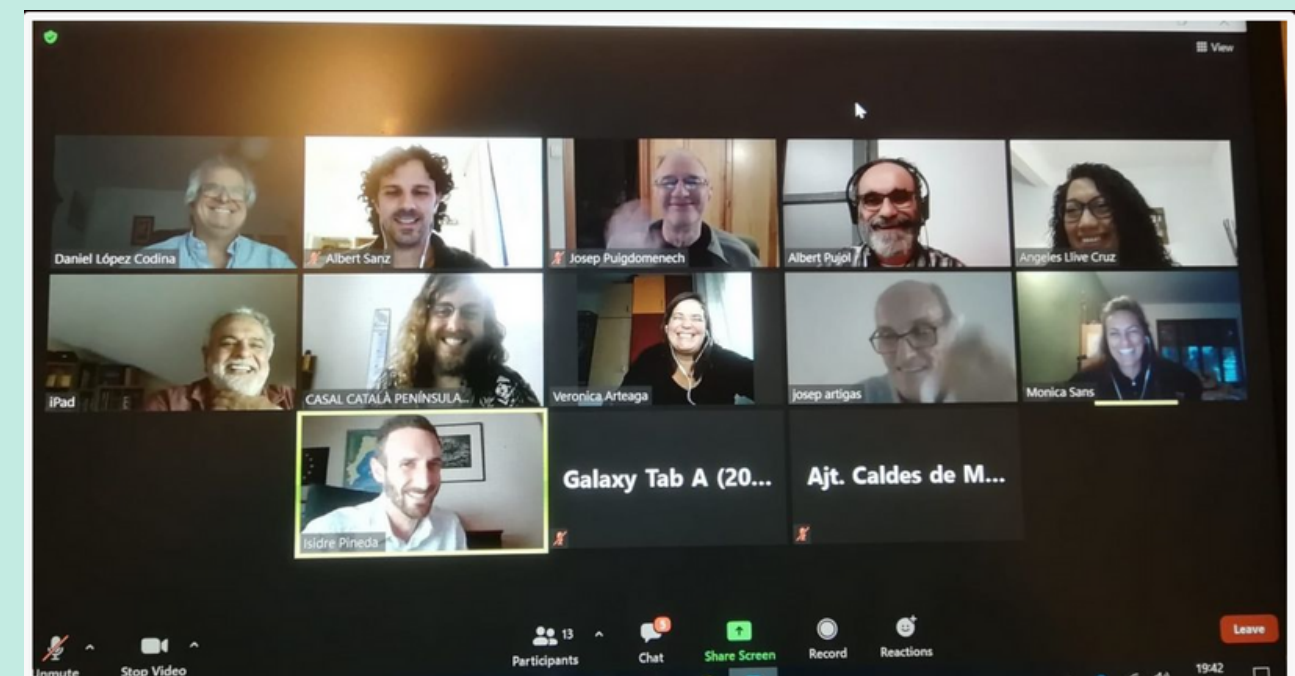 View
Daniel López Codina
Albert Sanz
Josep Puigdomenech
Albert Pujol
Angeles Llive Cruz
iPad
CASAL CATALÀ PENÍNSULA...
Veronica Arteaga
josep artigas
Monica Sans
Isidre Pineda
Galaxy Tab A (20...
Ajt. Caldes de M...
Unmute
Stop Video
13
Participants
5
Chat
Share Screen
Record
Reactions
Leave
19:42